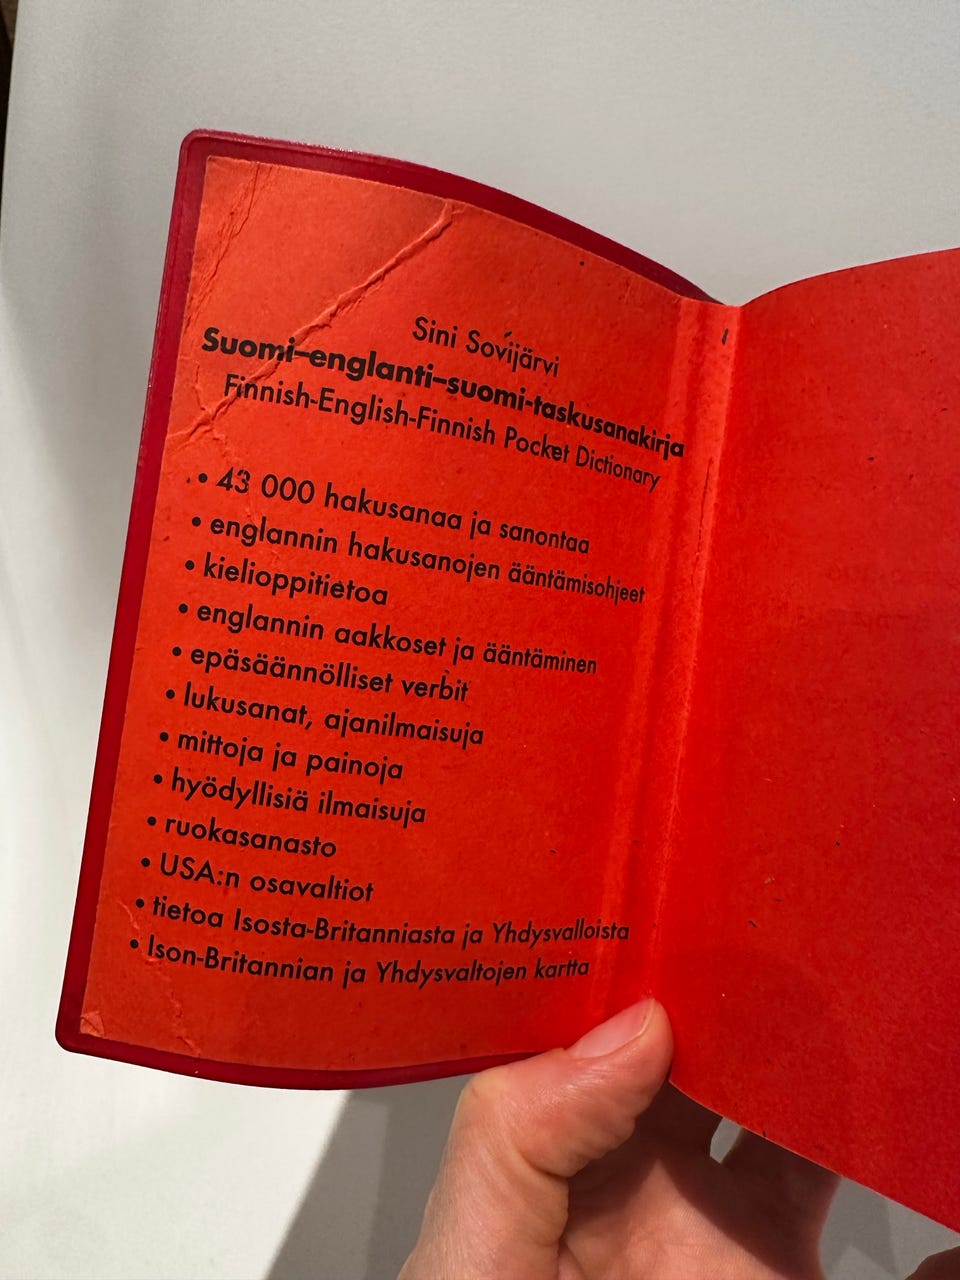 Sini Sovijärvi
Suomi–englanti–suomi-taskusanakirja
Finnish-English-Finnish Pocket Dictionary
• 43 000 hakusanaa ja sanontaa
• englannin hakusanojen ääntämisohjeet
• kielioppitietoa
• englannin aakkoset ja ääntäminen
• epäsäännölliset verbit
• lukusanat, ajanilmaisuja
• mittoja ja painoja
• hyödyllisiä ilmaisuja
• ruokasanasto
• USA:n osavaltiot
• tietoa Isosta-Britanniasta ja Yhdysvalloista
• Ison-Britannian ja Yhdysvaltojen kartta